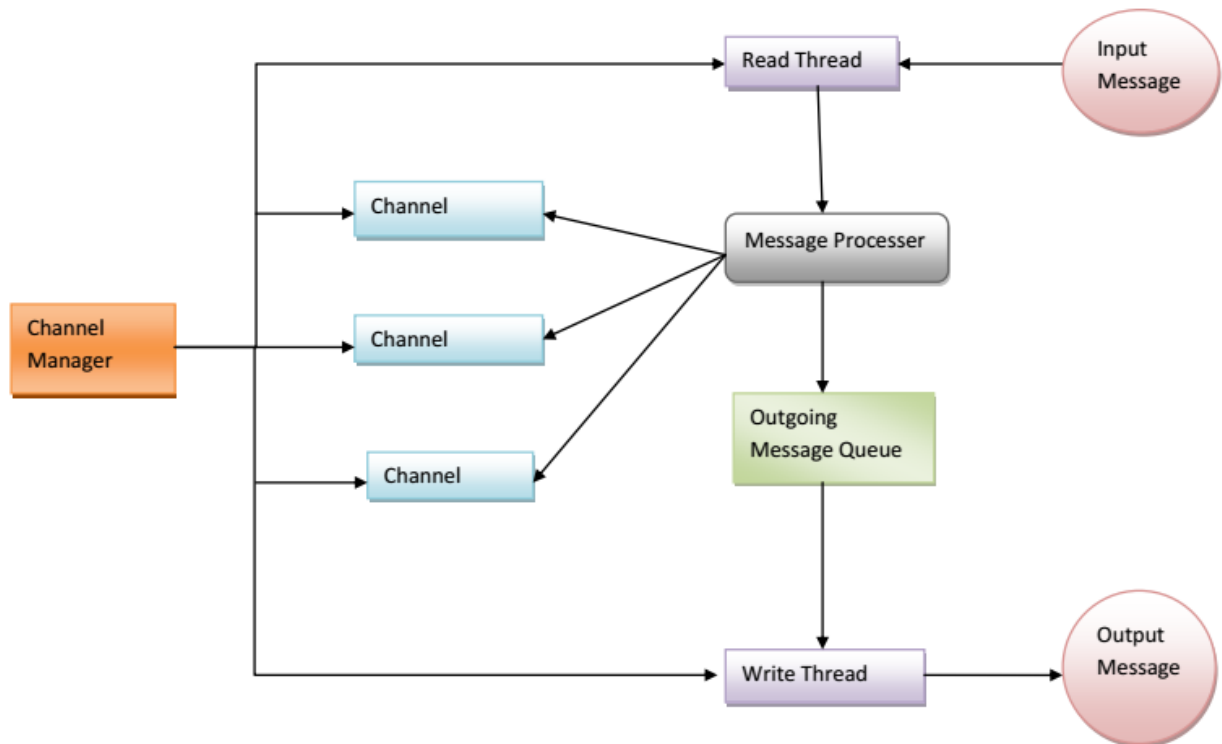 Read Thread
Input
Message
Channel
Message Processer
Channel
Manager
Channel
Outgoing
Message Queue
Channel
Write Thread
Output
Message